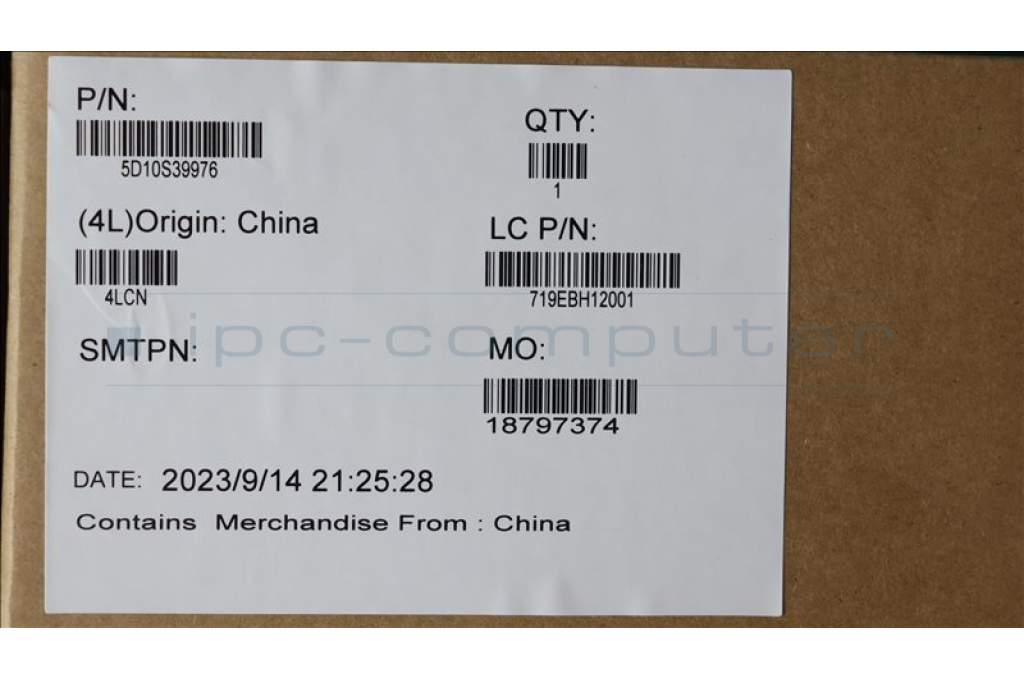 P/N:
5D10S39976
QTY:
1
(4L)Origin: China
4LCN
LC P/N:
719EBH12001
SMTPN:
MO:
18797374
DATE: 2023/9/14 21:25:28
Contains Merchandise From : China
ipc-computer